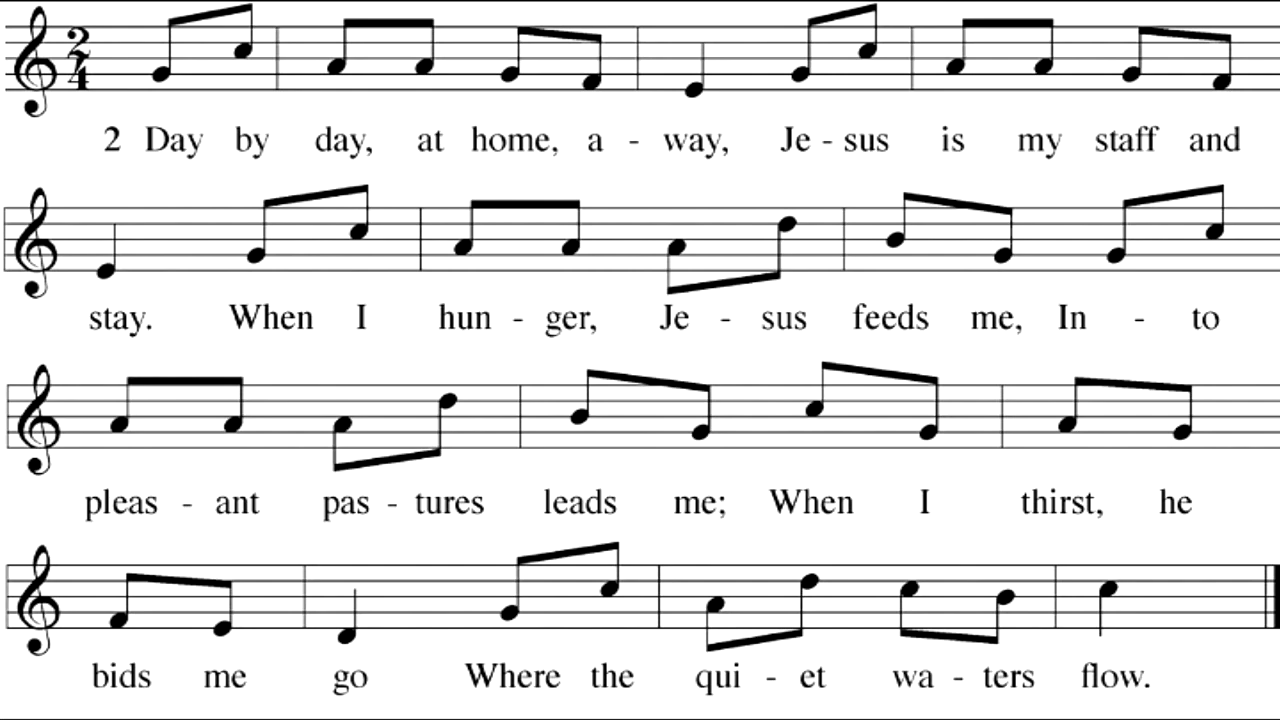 2 Day by day, at home, a - way, Je - sus is my staff and
stay. When I hun - ger, Je - sus feeds me, In - to
pleas - ant pas - tures leads me; When I thirst, he
bids me go Where the qui - et wa - ters flow.